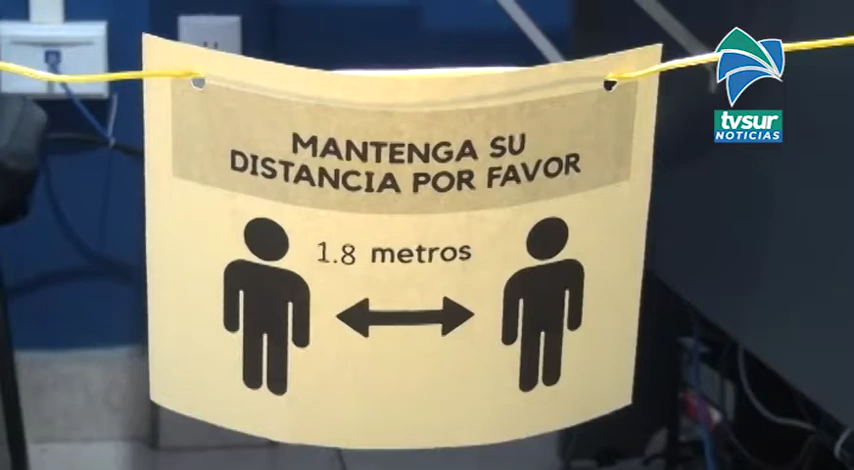 MANTENGA SU
DISTANCIA POR FAVOR
1.8 metros
tvsur
NOTICIAS